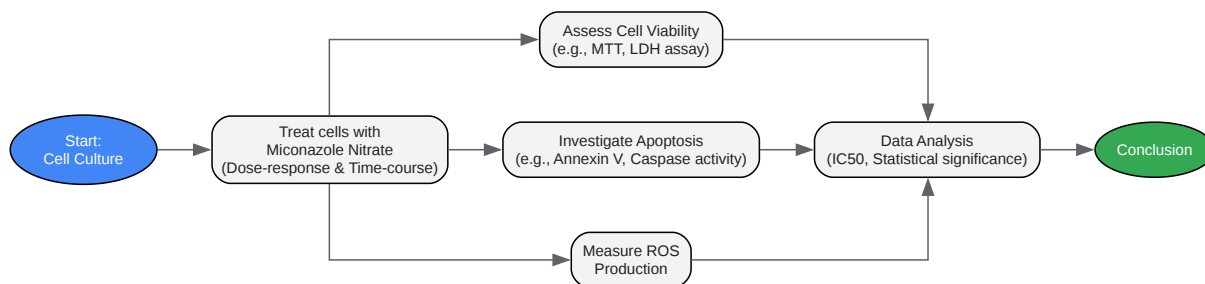 Start:
Cell Culture
Treat cells with
Miconazole Nitrate
(Dose-response & Time-course)
Assess Cell Viability
(e.g., MTT, LDH assay)
Investigate Apoptosis
(e.g., Annexin V, Caspase activity)
Measure ROS
Production
Data Analysis
(IC50, Statistical significance)
Conclusion